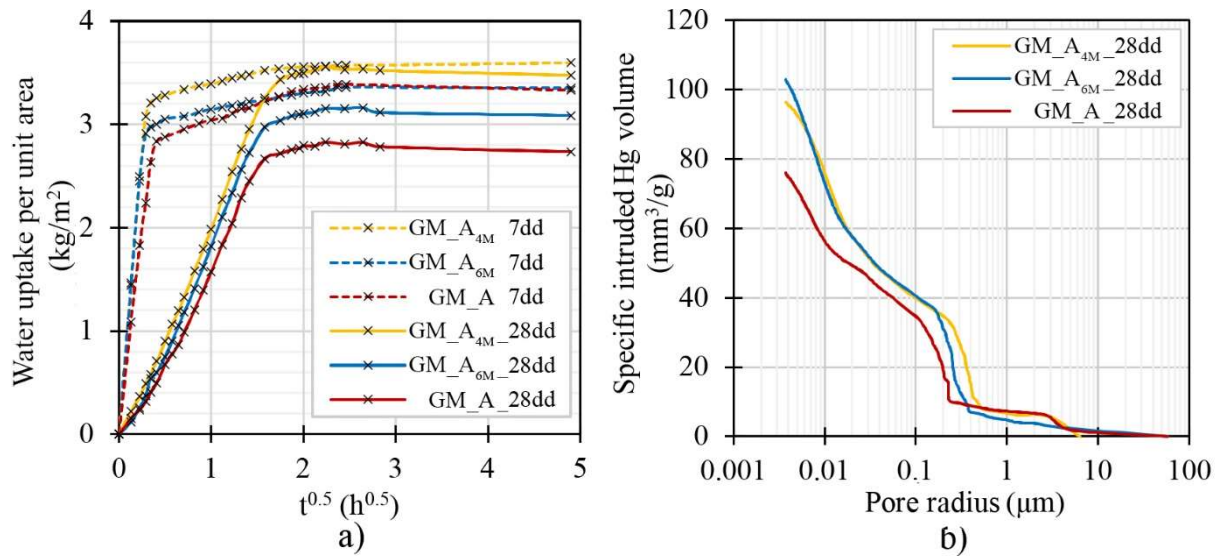 4
3
2
1
0
Water uptake per unit area
(kg/m²)
GM_A₄ₘ 7dd
GM_A₆ₘ 7dd
GM_A 7dd
GM_A₄ₘ_28dd
GM_A₆ₘ_28dd
GM_A_28dd
0 1 2 3 4 5
t⁰·⁵ (h⁰·⁵)
a)
120
100
80
60
40
20
0
Specific intruded Hg volume
(mm³/g)
GM_A₄ₘ_28dd
GM_A₆ₘ_28dd
GM_A_28dd
0.001 0.01 0.1 1 10 100
Pore radius (μm)
b)